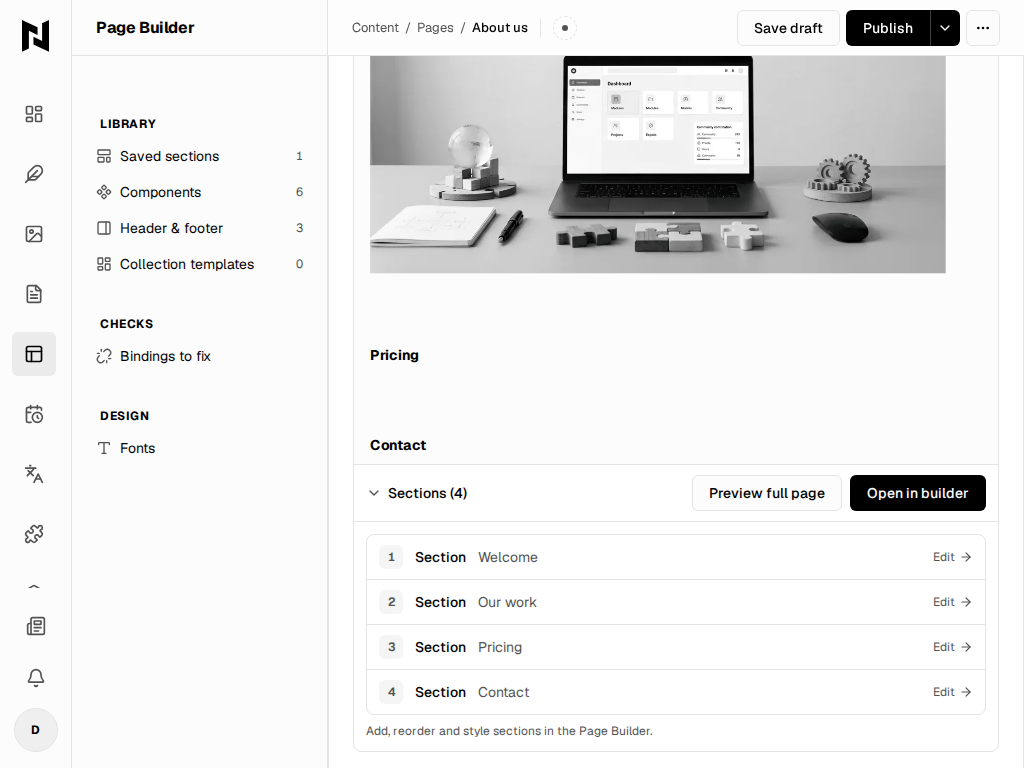 Page Builder
Content / Pages / About us
Save draft
Publish
LIBRARY
Saved sections 1
Components 6
Header & footer 3
Collection templates 0
CHECKS
Bindings to fix
DESIGN
Fonts
Dashboard
Pricing
Contact
Sections (4)
Preview full page
Open in builder
1 Section Welcome Edit
2 Section Our work Edit
3 Section Pricing Edit
4 Section Contact Edit
Add, reorder and style sections in the Page Builder.
D